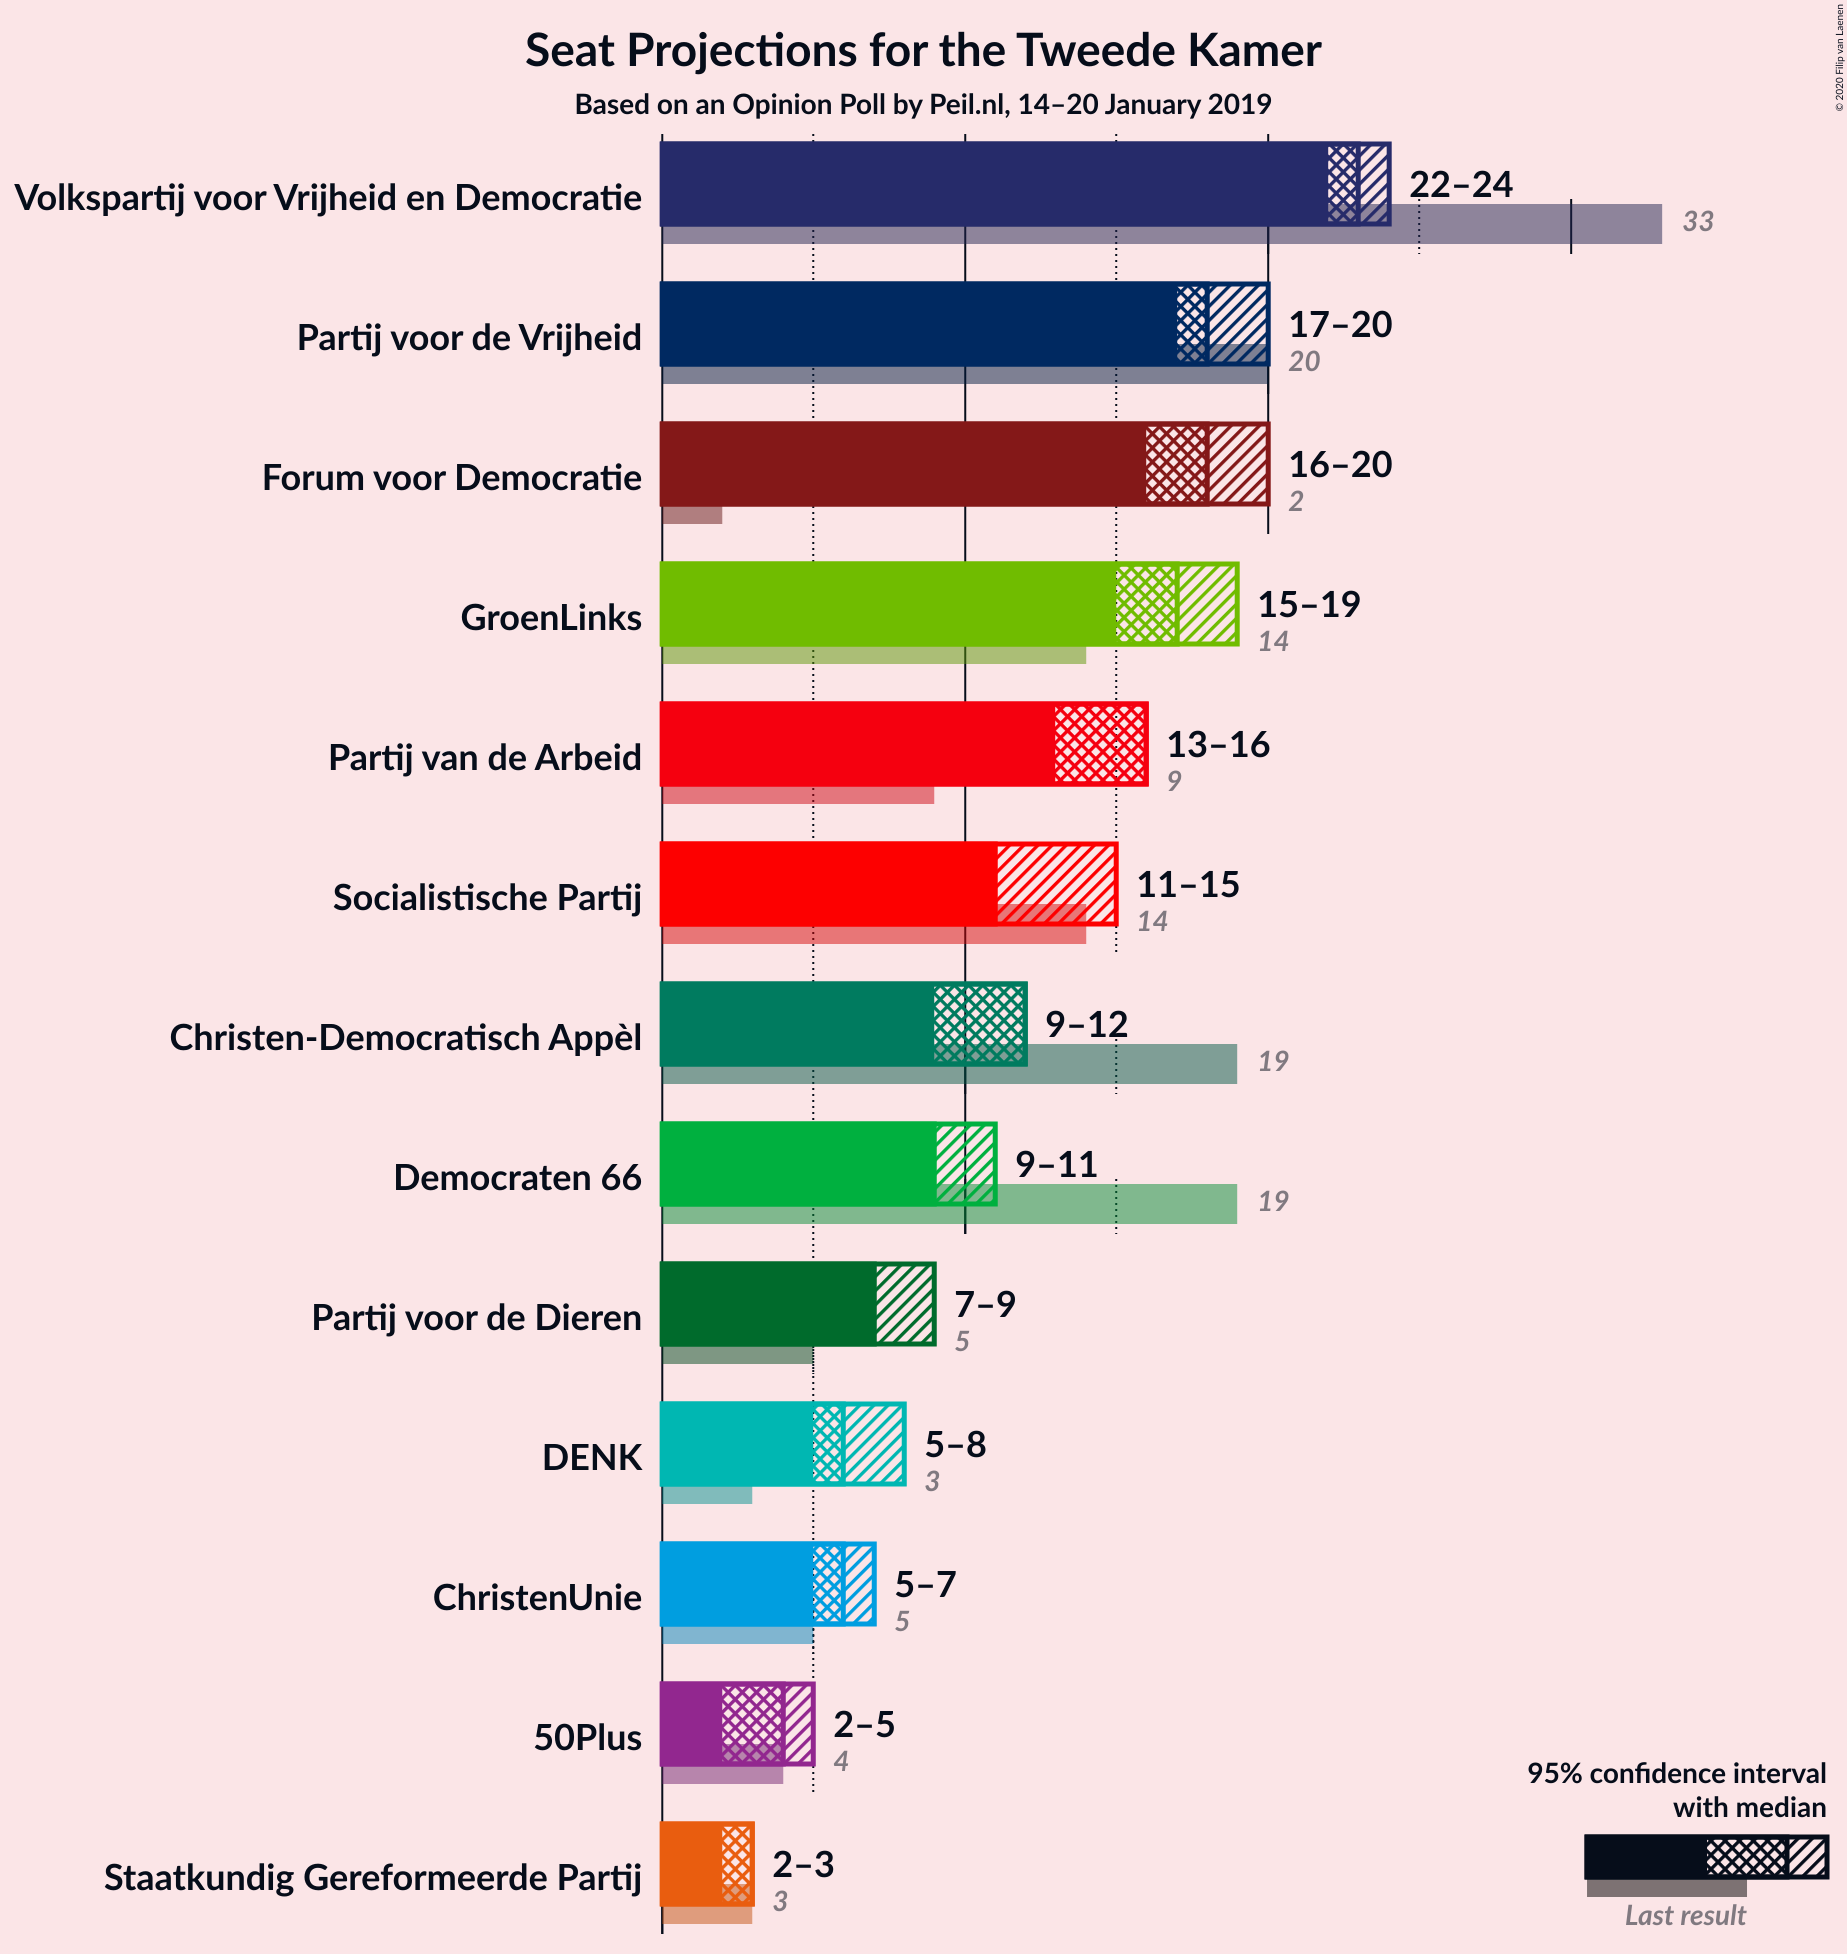 Seat Projections for the Tweede Kamer
Based on an Opinion Poll by Peil.nl, 14–20 January 2019
© 2020 Filip van Laenen
Volkspartij voor Vrijheid en Democratie
22–24
33
Partij voor de Vrijheid
17–20
20
Forum voor Democratie
16–20
2
GroenLinks
15–19
14
Partij van de Arbeid
13–16
9
Socialistische Partij
11–15
14
Christen-Democratisch Appèl
9–12
19
Democraten 66
9–11
19
Partij voor de Dieren
7–9
5
DENK
5–8
3
ChristenUnie
5–7
5
50Plus
2–5
4
Staatkundig Gereformeerde Partij
2–3
3
95% confidence interval
with median
Last result